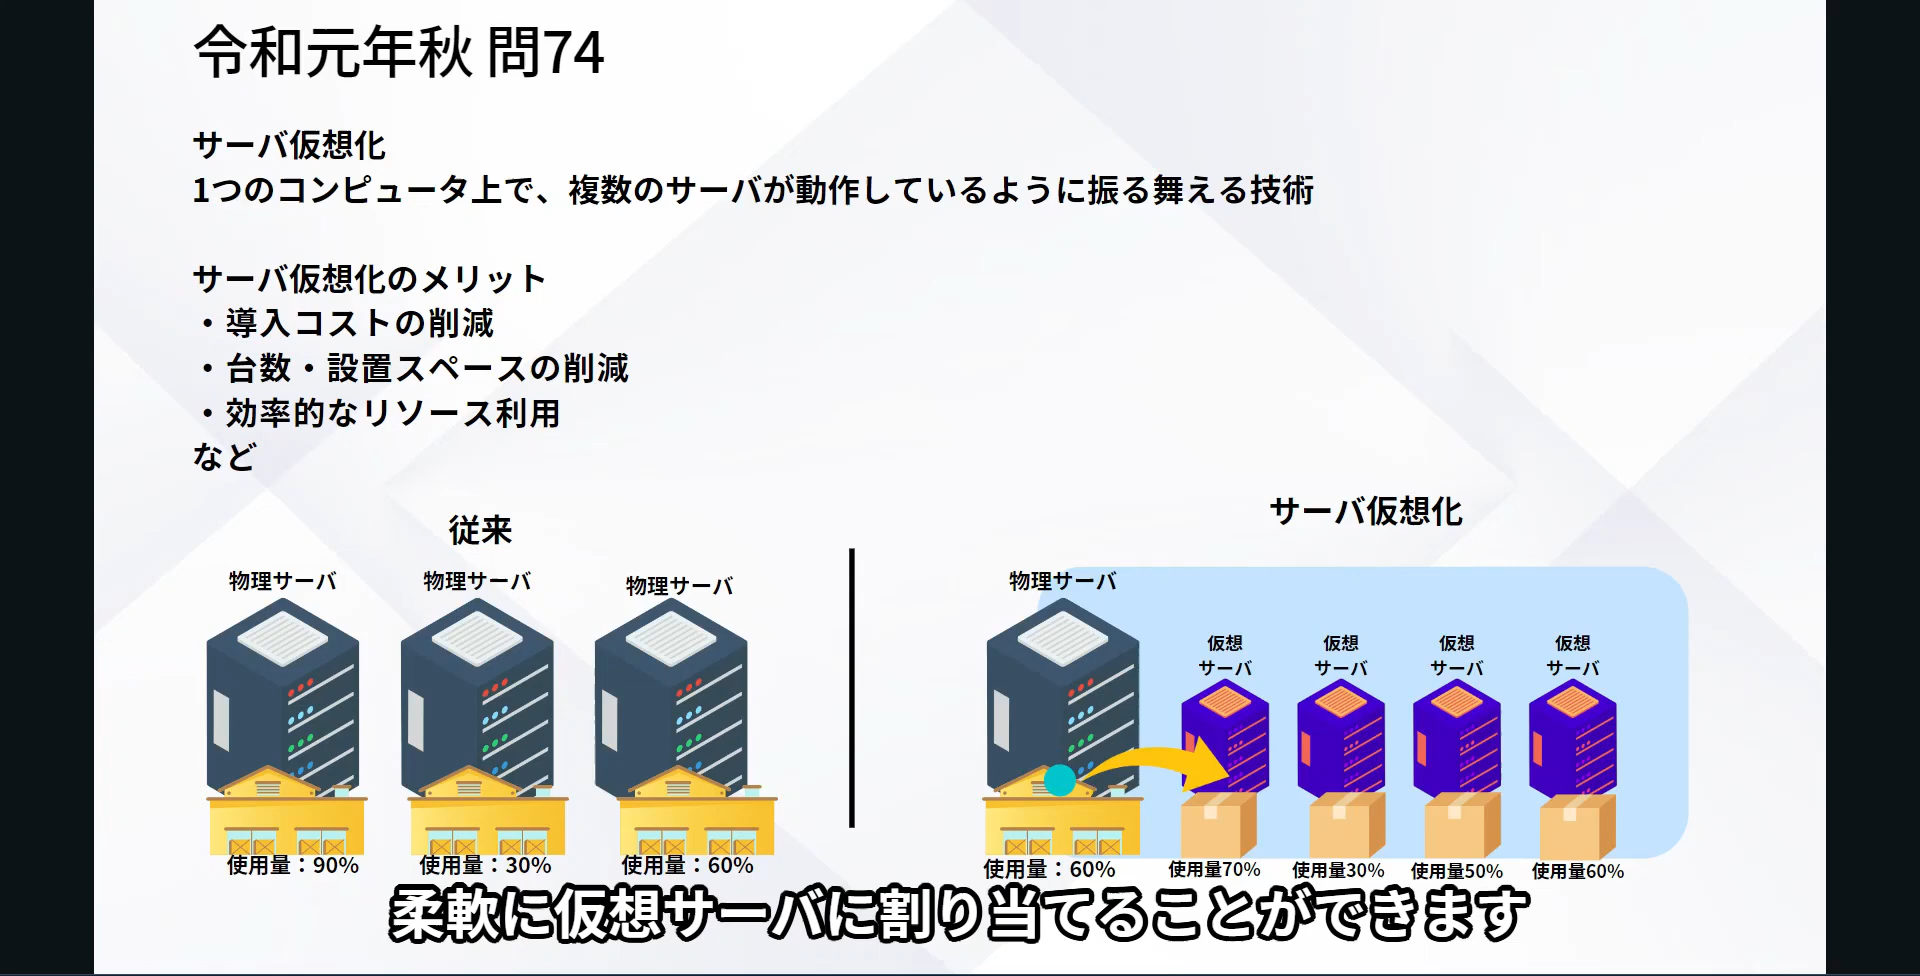 令和元年秋 問74
サーバ仮想化
1つのコンピュータ上で、複数のサーバが動作しているように振る舞える技術
サーバ仮想化のメリット
・導入コストの削減
・台数・設置スペースの削減
・効率的なリソース利用
など
従来
物理サーバ
物理サーバ
物理サーバ
使用量：90%
使用量：30%
使用量：60%
サーバ仮想化
物理サーバ
仮想
サーバ
仮想
サーバ
仮想
サーバ
仮想
サーバ
使用量：60%
使用量70%
使用量30%
使用量50%
使用量60%
柔軟に仮想サーバに割り当てることができます